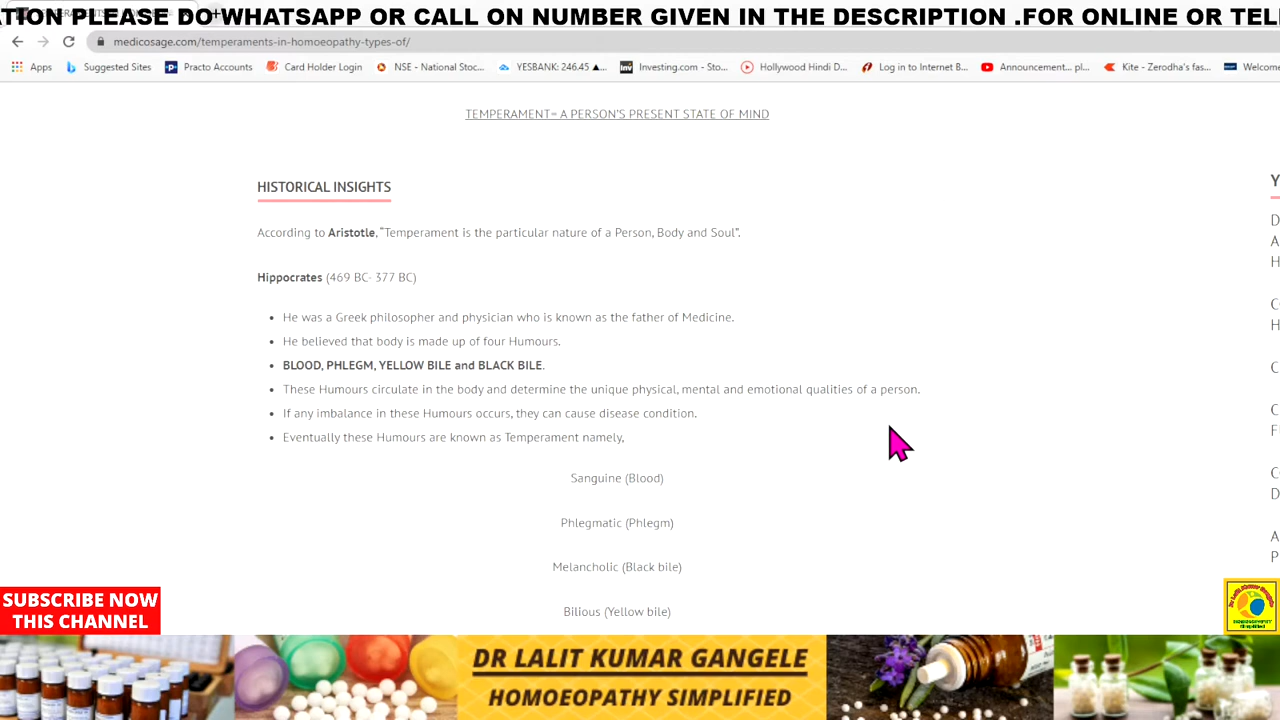 ATION PLEASE DO WHATSAPP OR CALL ON NUMBER GIVEN IN THE DESCRIPTION .FOR ONLINE OR TEL
medicosage.com/temperaments-in-homoeopathy-types-of/
Apps Suggested Sites Practo Accounts Card Holder Login NSE - National Stoc... YESBANK: 246.45 ▲... Investing.com - Sto... Hollywood Hindi D... Log in to Internet B... Announcement... pl... Kite - Zerodha's fas... Welcome
TEMPERAMENT= A PERSON'S PRESENT STATE OF MIND
HISTORICAL INSIGHTS
According to Aristotle, “Temperament is the particular nature of a Person, Body and Soul”.
Hippocrates (469 BC- 377 BC)
• He was a Greek philosopher and physician who is known as the father of Medicine.
• He believed that body is made up of four Humours.
• BLOOD, PHLEGM, YELLOW BILE and BLACK BILE.
• These Humours circulate in the body and determine the unique physical, mental and emotional qualities of a person.
• If any imbalance in these Humours occurs, they can cause disease condition.
• Eventually these Humours are known as Temperament namely,
Sanguine (Blood)
Phlegmatic (Phlegm)
Melancholic (Black bile)
Bilious (Yellow bile)
SUBSCRIBE NOW
THIS CHANNEL
DR LALIT KUMAR GANGELE
HOMOEOPATHY SIMPLIFIED